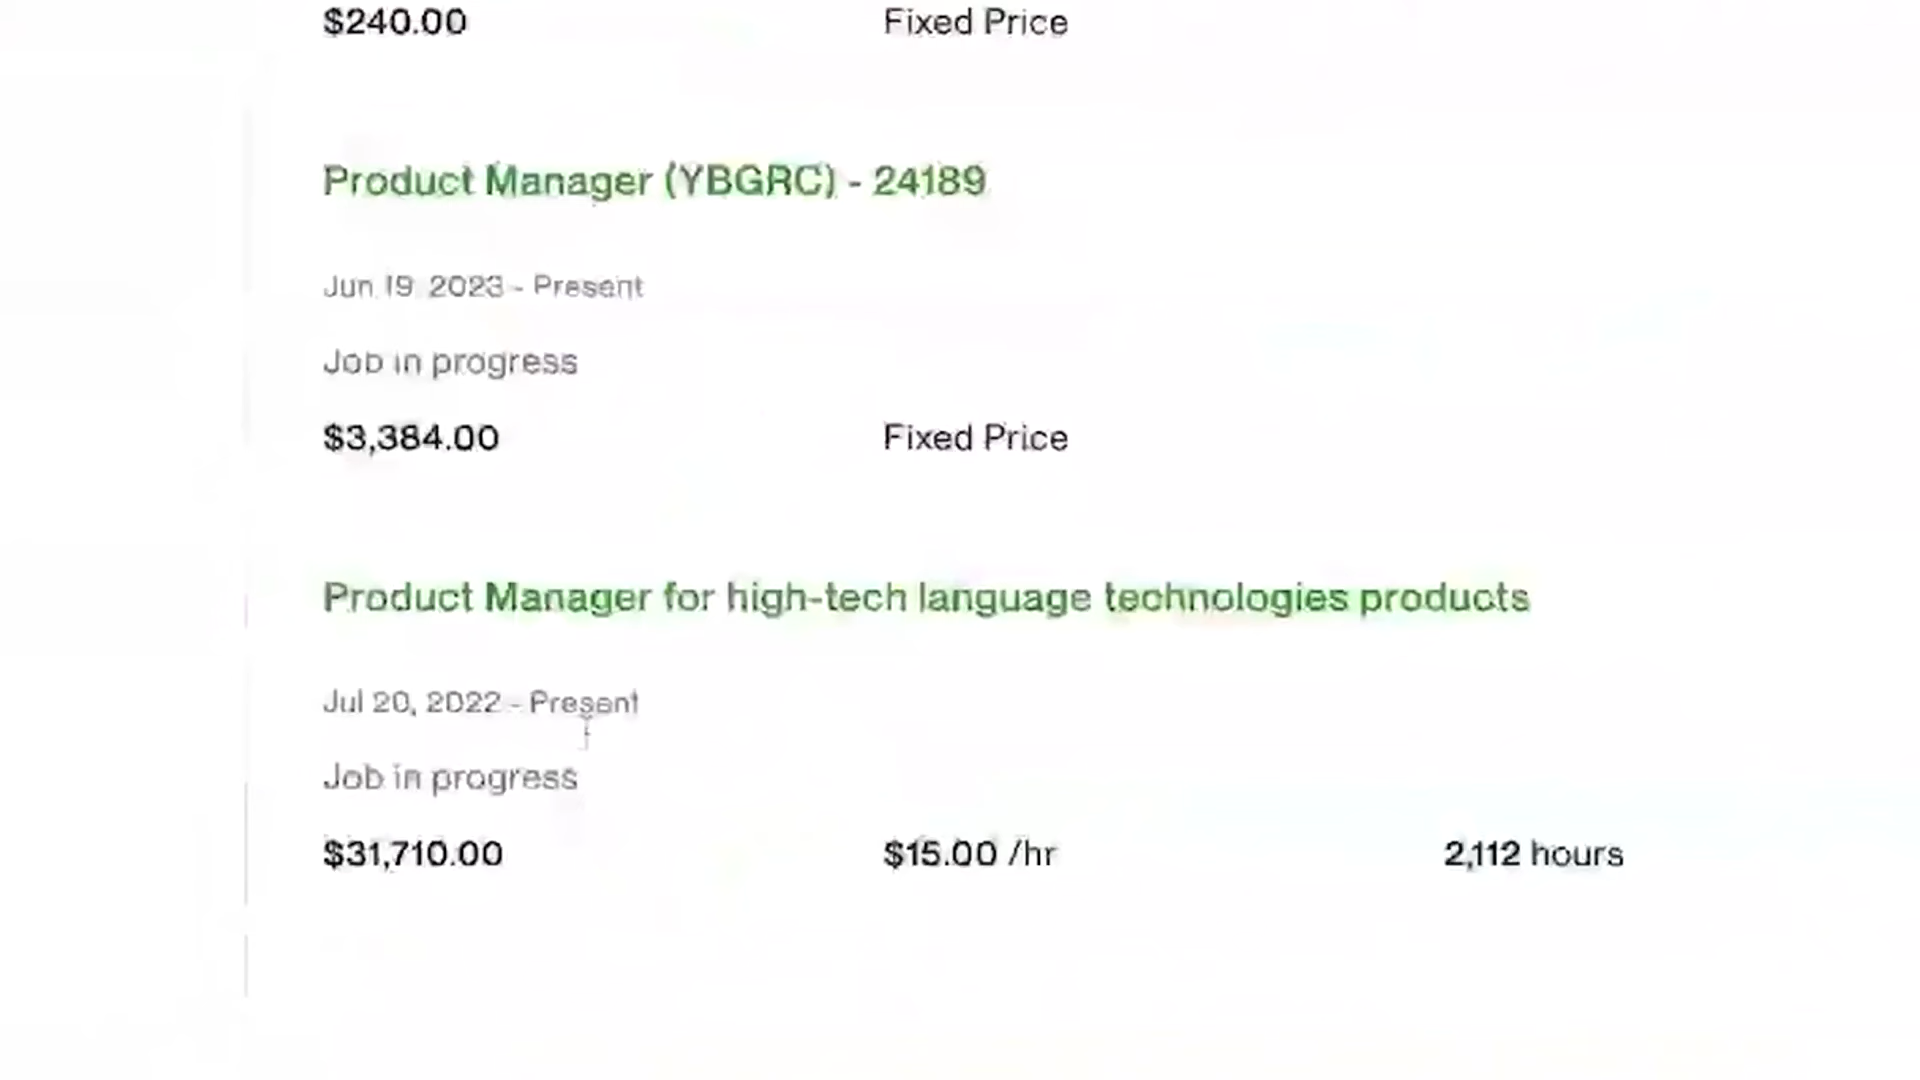 $240.00 Fixed Price
Product Manager (YBGRC) - 24189
Jun 19, 2023 - Present
Job in progress
$3,384.00 Fixed Price
Product Manager for high-tech language technologies products
Jul 20, 2022 - Present
Job in progress
$31,710.00 $15.00 /hr 2,112 hours